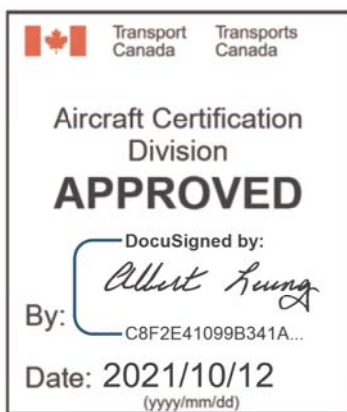 Transport Canada Transports Canada
Aircraft Certification
Division
APPROVED
DocuSigned by:
Albert Leung
By:
C8F2E41099B341A...
Date: 2021/10/12
(yyyy/mm/dd)